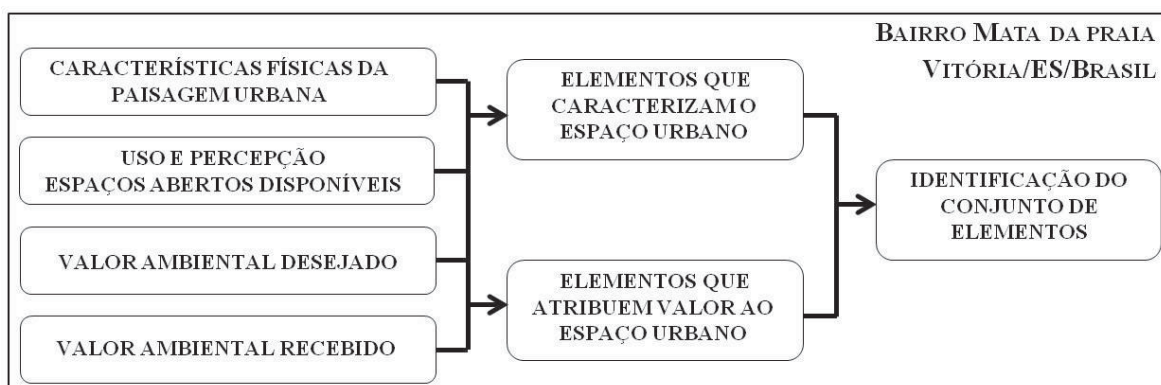 BAIRRO MATA DA PRAIA
VITÓRIA/ES/BRASIL
CARACTERÍSTICAS FÍSICAS DA
PAISAGEM URBANA
USO E PERCEPÇÃO
ESPAÇOS ABERTOS DISPONÍVEIS
VALOR AMBIENTAL DESEJADO
VALOR AMBIENTAL RECEBIDO
ELEMENTOS QUE
CARACTERIZAM O
ESPAÇO URBANO
ELEMENTOS QUE
ATRIBUEM VALOR AO
ESPAÇO URBANO
IDENTIFICAÇÃO DO
CONJUNTO DE
ELEMENTOS